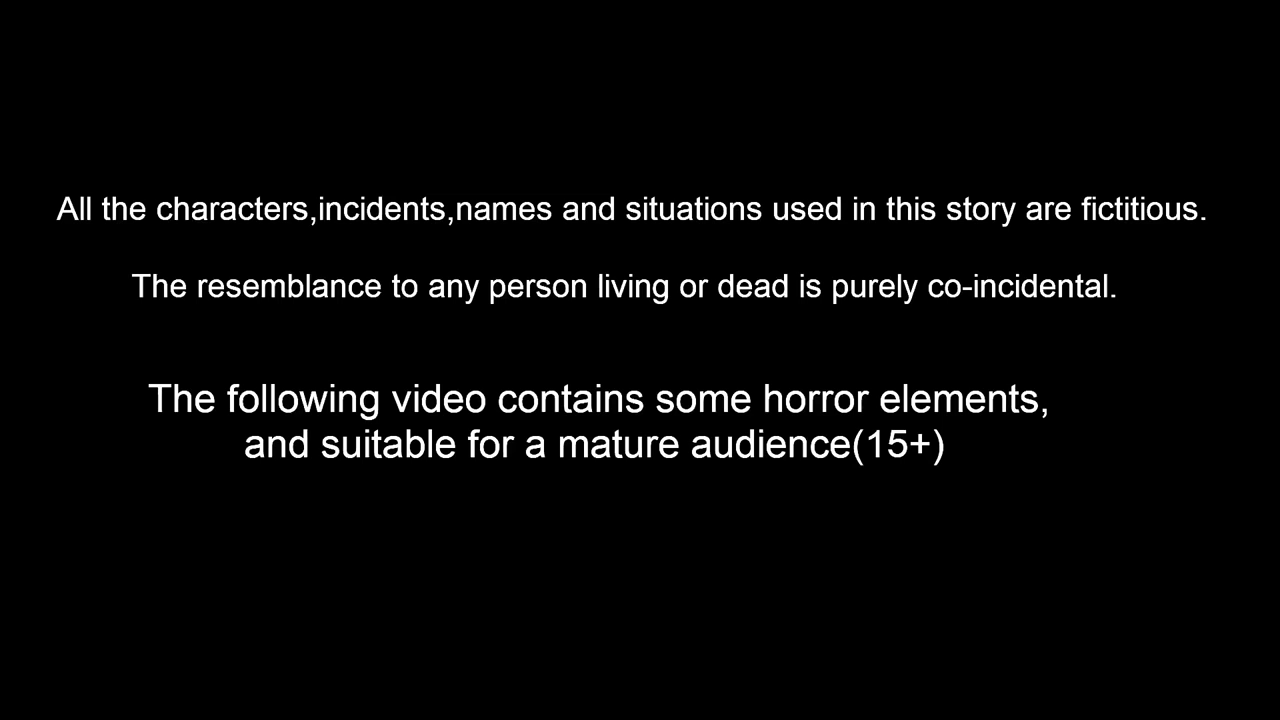 All the characters,incidents,names and situations used in this story are fictitious.
The resemblance to any person living or dead is purely co-incidental.
The following video contains some horror elements,
and suitable for a mature audience(15+)